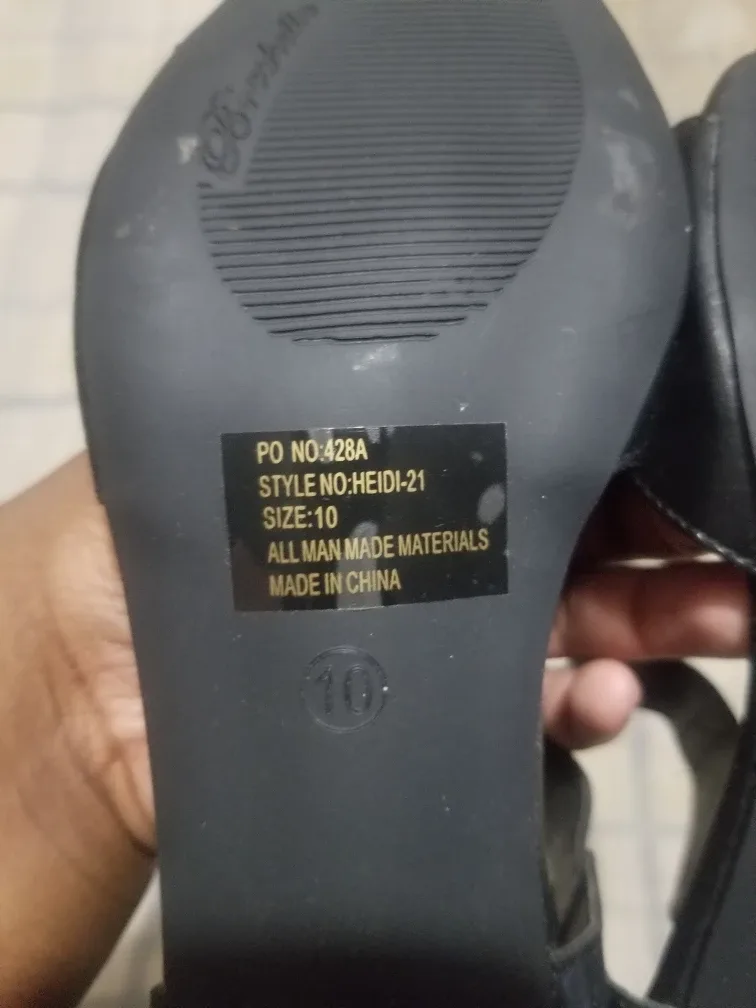 PO NO:428A
STYLE NO:HEIDI-21
SIZE:10
ALL MAN MADE MATERIALS
MADE IN CHINA
10